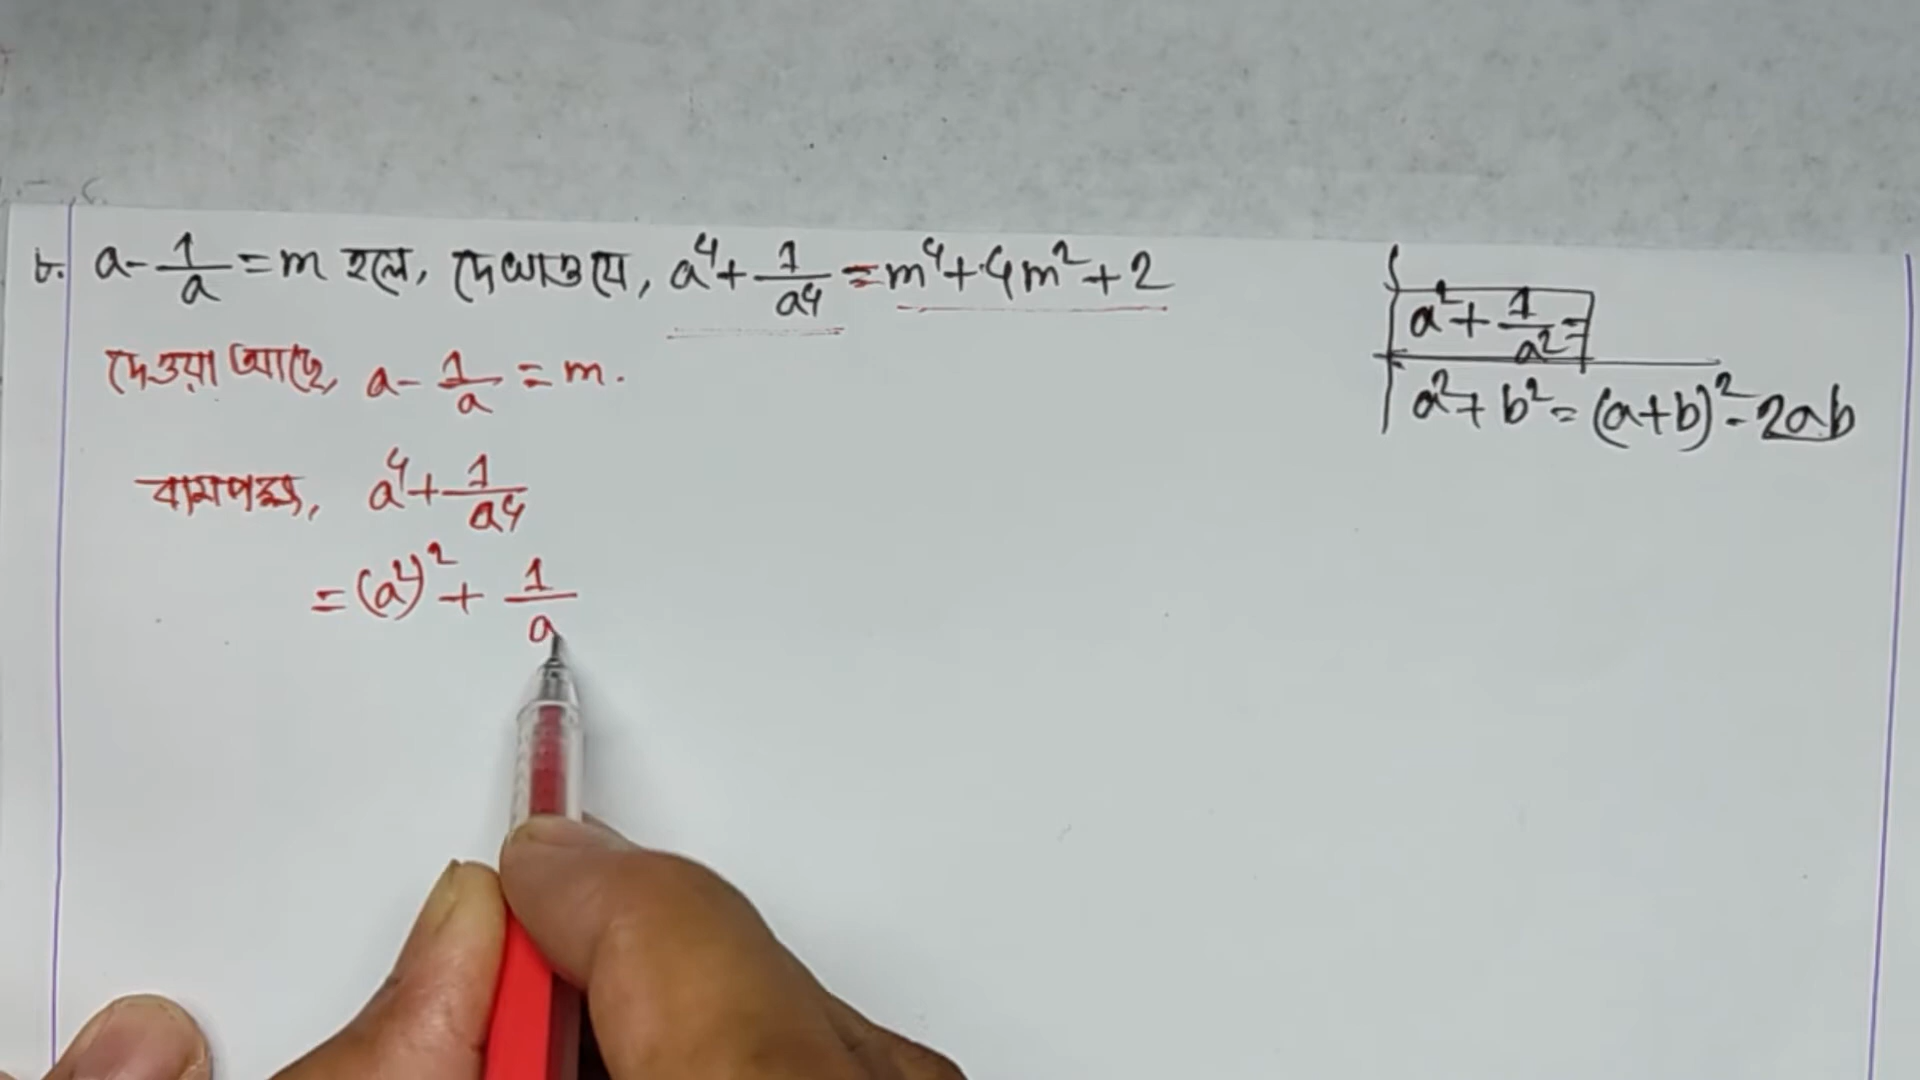 ৮. a - 1/a = m হলে, দেখাও যে, a⁴ + 1/a⁴ = m⁴ + 4m² + 2
দেওয়া আছে, a - 1/a = m.
বামপক্ষ, a⁴ + 1/a⁴
= (a²)² + 1/a
a² + 1/a² =
a² + b² = (a+b)² - 2ab